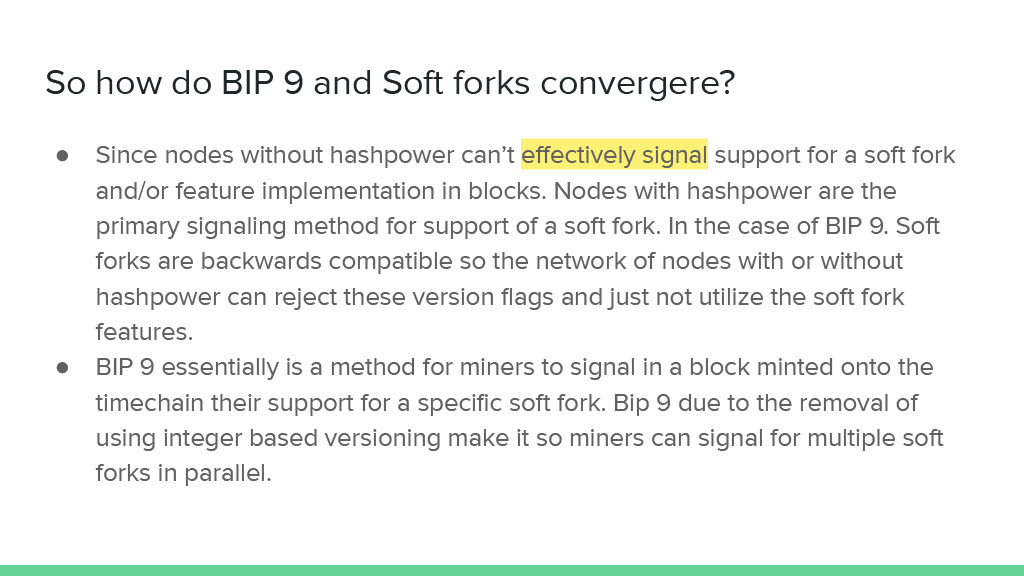 So how do BIP 9 and Soft forks convergere?
● Since nodes without hashpower can’t effectively signal support for a soft fork
and/or feature implementation in blocks. Nodes with hashpower are the
primary signaling method for support of a soft fork. In the case of BIP 9. Soft
forks are backwards compatible so the network of nodes with or without
hashpower can reject these version flags and just not utilize the soft fork
features.
● BIP 9 essentially is a method for miners to signal in a block minted onto the
timechain their support for a specific soft fork. Bip 9 due to the removal of
using integer based versioning make it so miners can signal for multiple soft
forks in parallel.